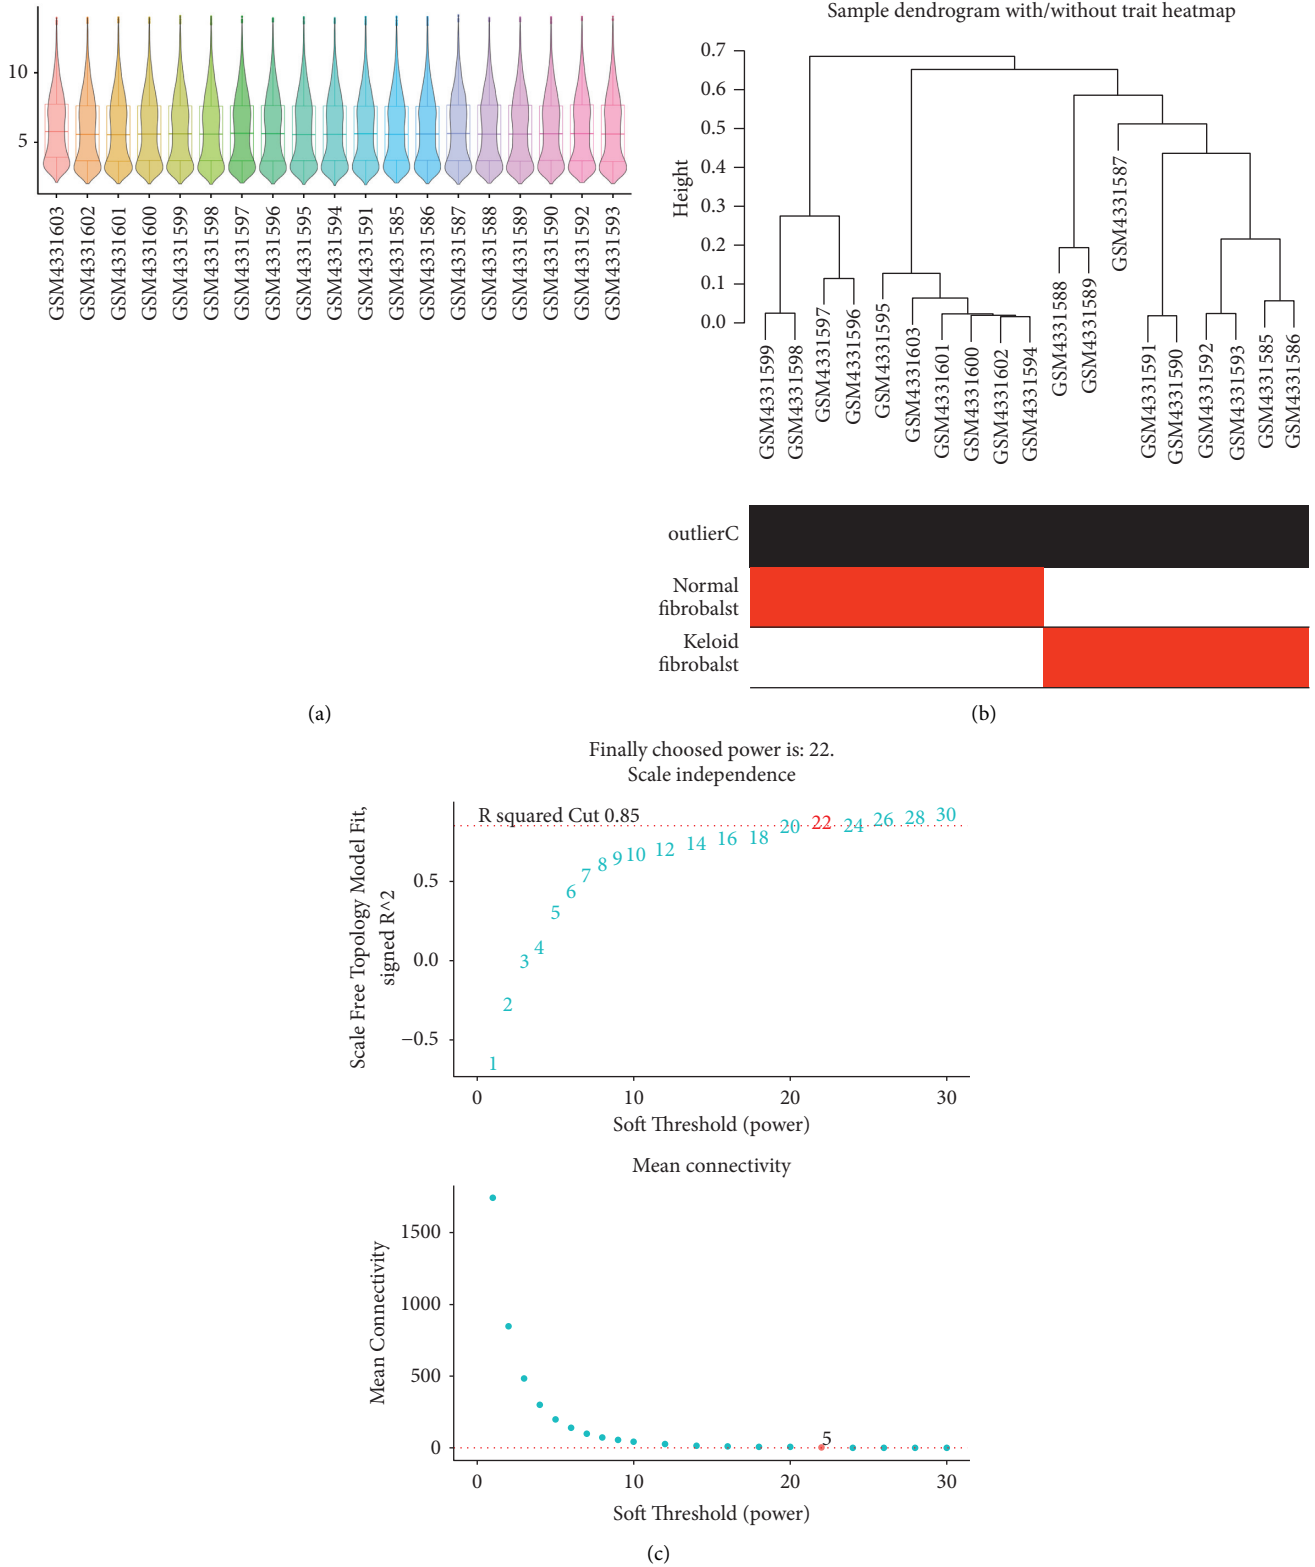 10
5
GSM4331603
GSM4331602
GSM4331601
GSM4331600
GSM4331599
GSM4331598
GSM4331597
GSM4331596
GSM4331595
GSM4331594
GSM4331591
GSM4331585
GSM4331586
GSM4331587
GSM4331588
GSM4331589
GSM4331590
GSM4331592
GSM4331593
(a)
Sample dendrogram with/without trait heatmap
Height
0.7
0.6
0.5
0.4
0.3
0.2
0.1
0.0
GSM4331599
GSM4331598
GSM4331597
GSM4331596
GSM4331595
GSM4331603
GSM4331601
GSM4331600
GSM4331602
GSM4331594
GSM4331588
GSM4331589
GSM4331587
GSM4331591
GSM4331590
GSM4331592
GSM4331593
GSM4331585
GSM4331586
outlierC
Normal
fibrobalst
Keloid
fibrobalst
(b)
Finally choosed power is: 22.
Scale independence
Scale Free Topology Model Fit,
signed R^2
R squared Cut 0.85
0.5
0.0
−0.5
1
2
3
4
5
6
7
8
9
10
12
14
16
18
20
22
24
26
28
30
0
10
20
30
Soft Threshold (power)
Mean connectivity
Mean Connectivity
1500
1000
500
0
5
0
10
20
30
Soft Threshold (power)
(c)